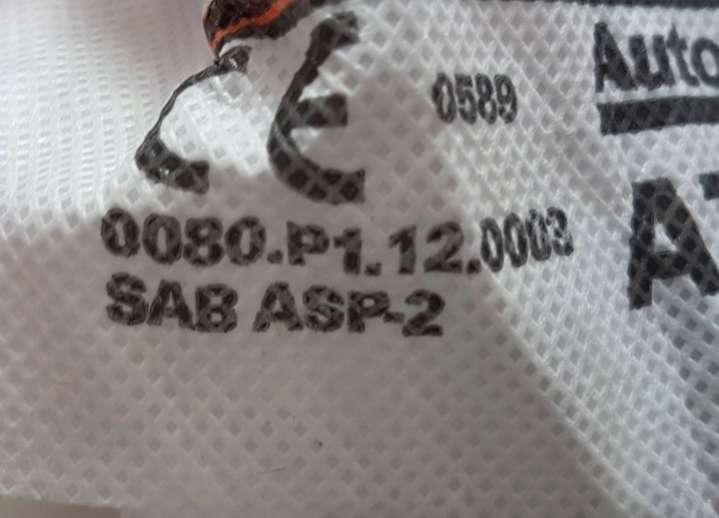 CE 0589
0080.P1.12.0003
SAB ASP-2
Auto